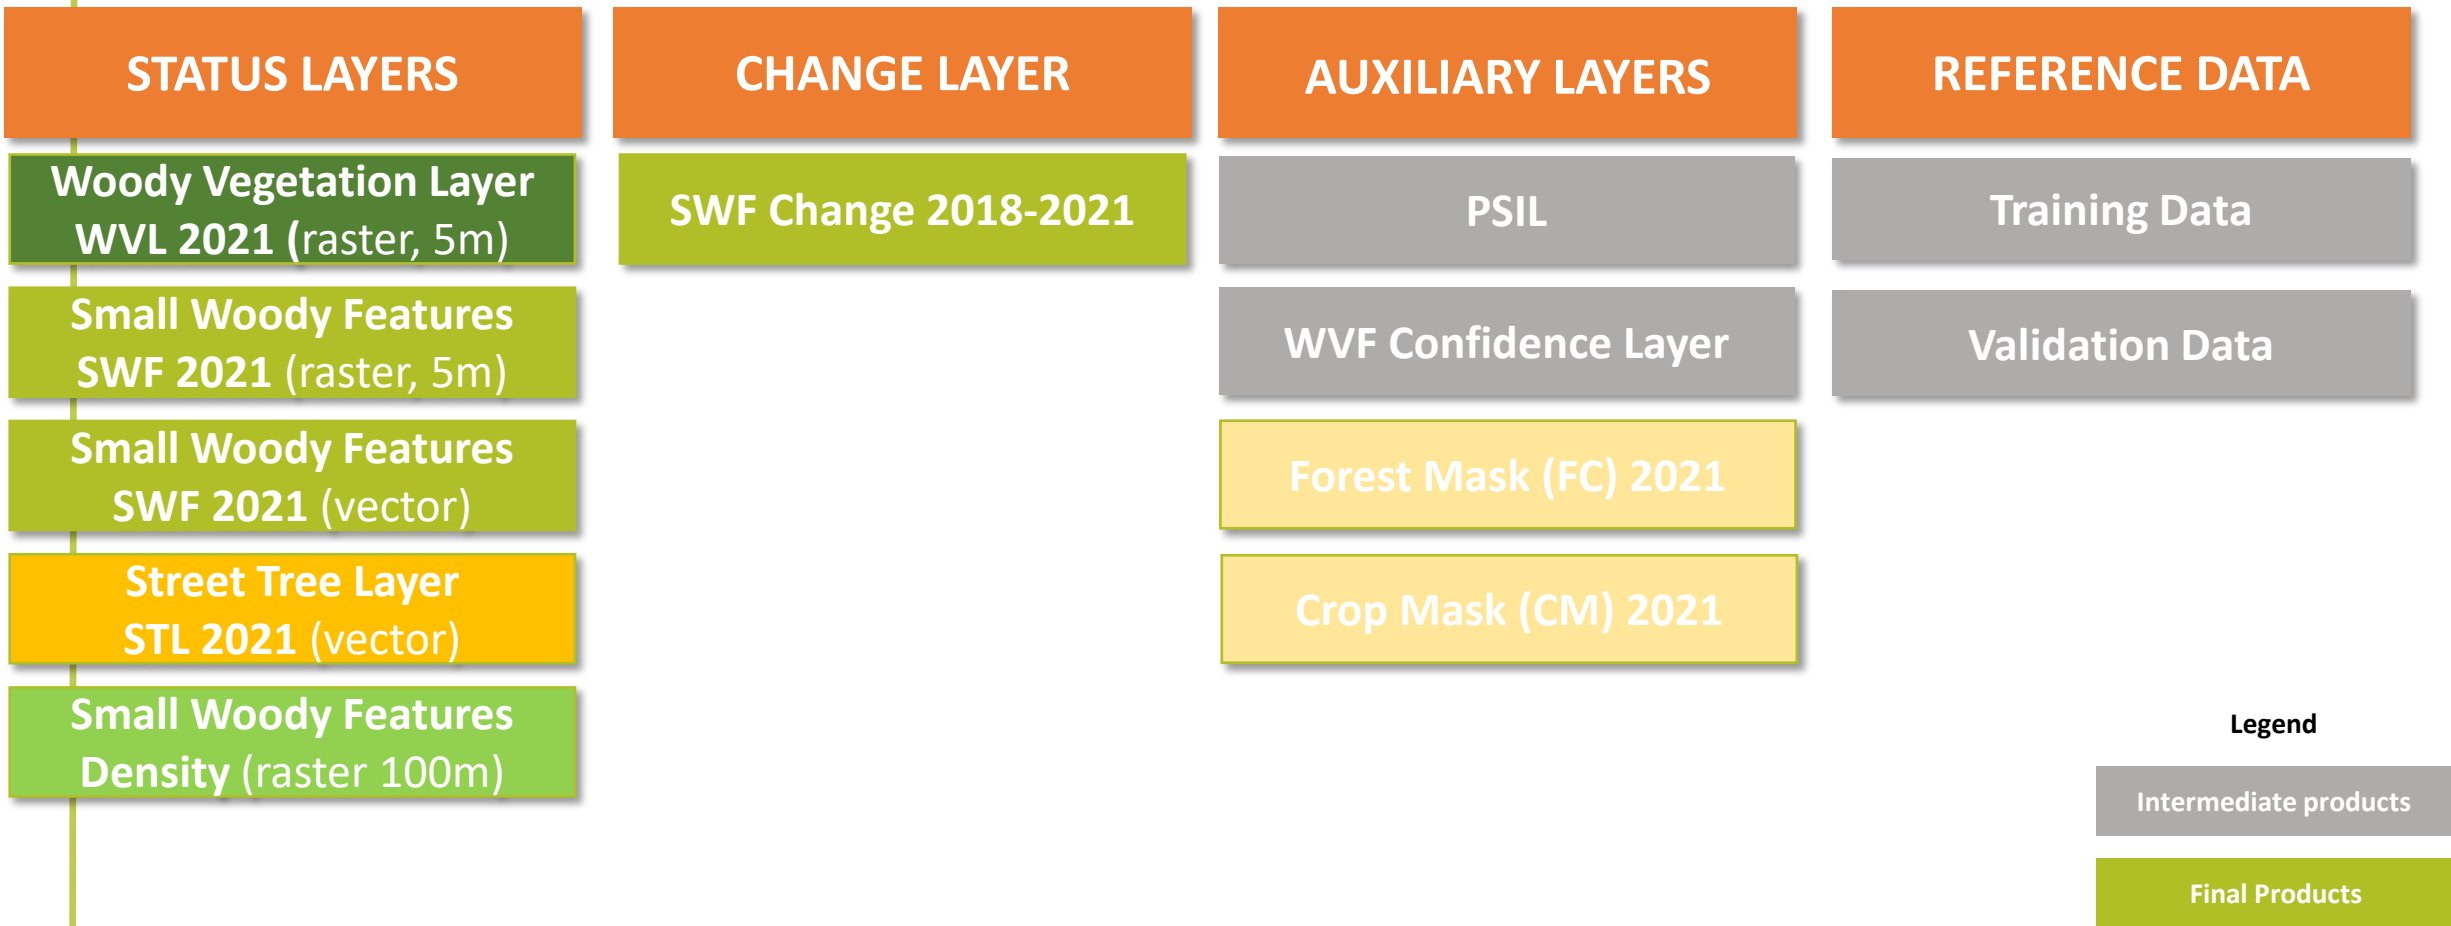 STATUS LAYERS
Woody Vegetation Layer
WVL 2021 (raster, 5m)
Small Woody Features
SWF 2021 (raster, 5m)
Small Woody Features
SWF 2021 (vector)
Street Tree Layer
STL 2021 (vector)
Small Woody Features
Density (raster 100m)
CHANGE LAYER
SWF Change 2018-2021
AUXILIARY LAYERS
PSIL
WVF Confidence Layer
Forest Mask (FC) 2021
Crop Mask (CM) 2021
REFERENCE DATA
Training Data
Validation Data
Legend
Intermediate products
Final Products